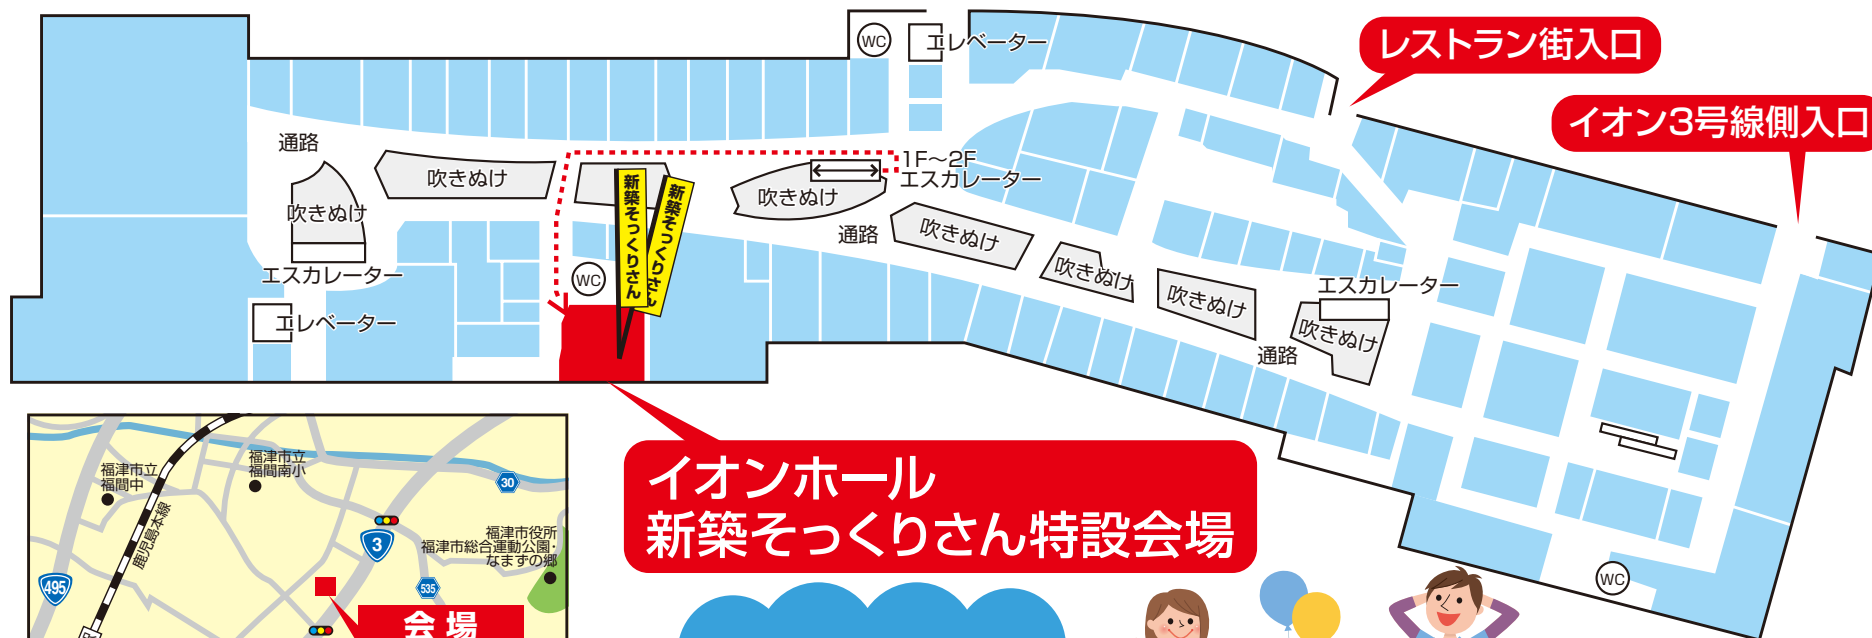 WC
エレベーター
レストラン街入口
イオン3号線側入口
通路
吹きぬけ
吹きぬけ
エスカレーター
エレベーター
新築そっくりさん
新築そっくりさん
WC
吹きぬけ
1F～2F
エスカレーター
通路
吹きぬけ
吹きぬけ
吹きぬけ
エスカレーター
吹きぬけ
通路
WC
イオンホール
新築そっくりさん特設会場
福津市立
福間中
福津市立
福間南小
鹿児島本線
30
3
福津市役所
福津市総合運動公園・
なまずの郷
495
535
会場